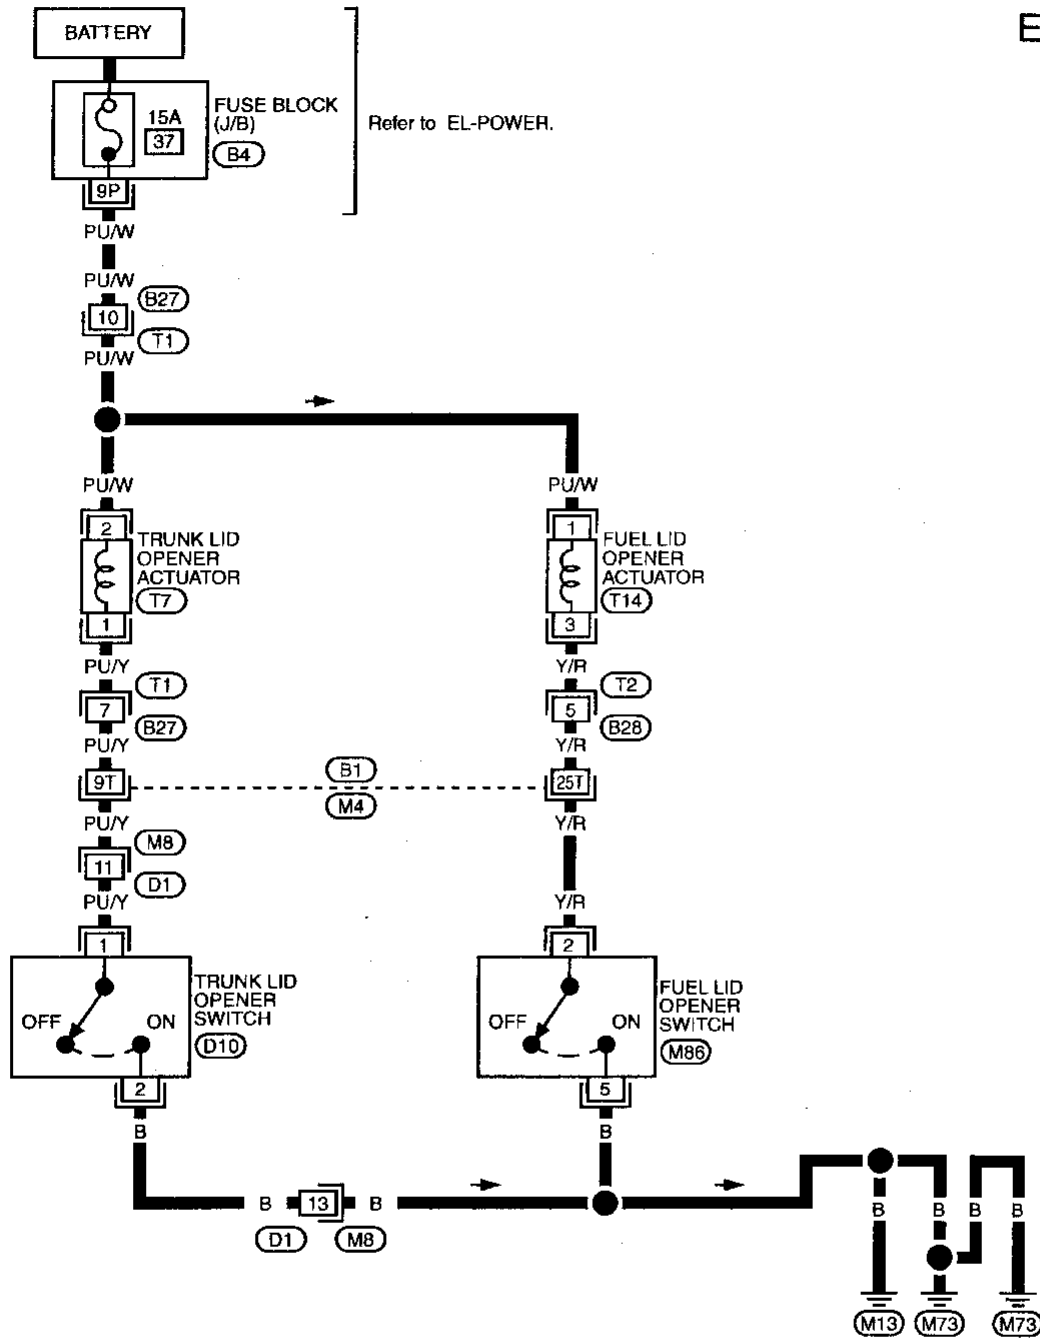 E
BATTERY
15A
37
FUSE BLOCK
(J/B)
B4
Refer to EL-POWER.
9P
PU/W
PU/W
B27
10
T1
PU/W
PU/W
PU/W
2
TRUNK LID
OPENER
ACTUATOR
T7
1
1
FUEL LID
OPENER
ACTUATOR
T14
3
PU/Y
Y/R
T1
T2
7
5
B27
B28
PU/Y
Y/R
9T
B1
M4
25T
PU/Y
Y/R
M8
11
D1
PU/Y
Y/R
1
2
OFF
ON
TRUNK LID
OPENER
SWITCH
D10
OFF
ON
FUEL LID
OPENER
SWITCH
M86
2
5
B
B
B
13
B
D1
M8
B
B
B
B
M13
M73
M73